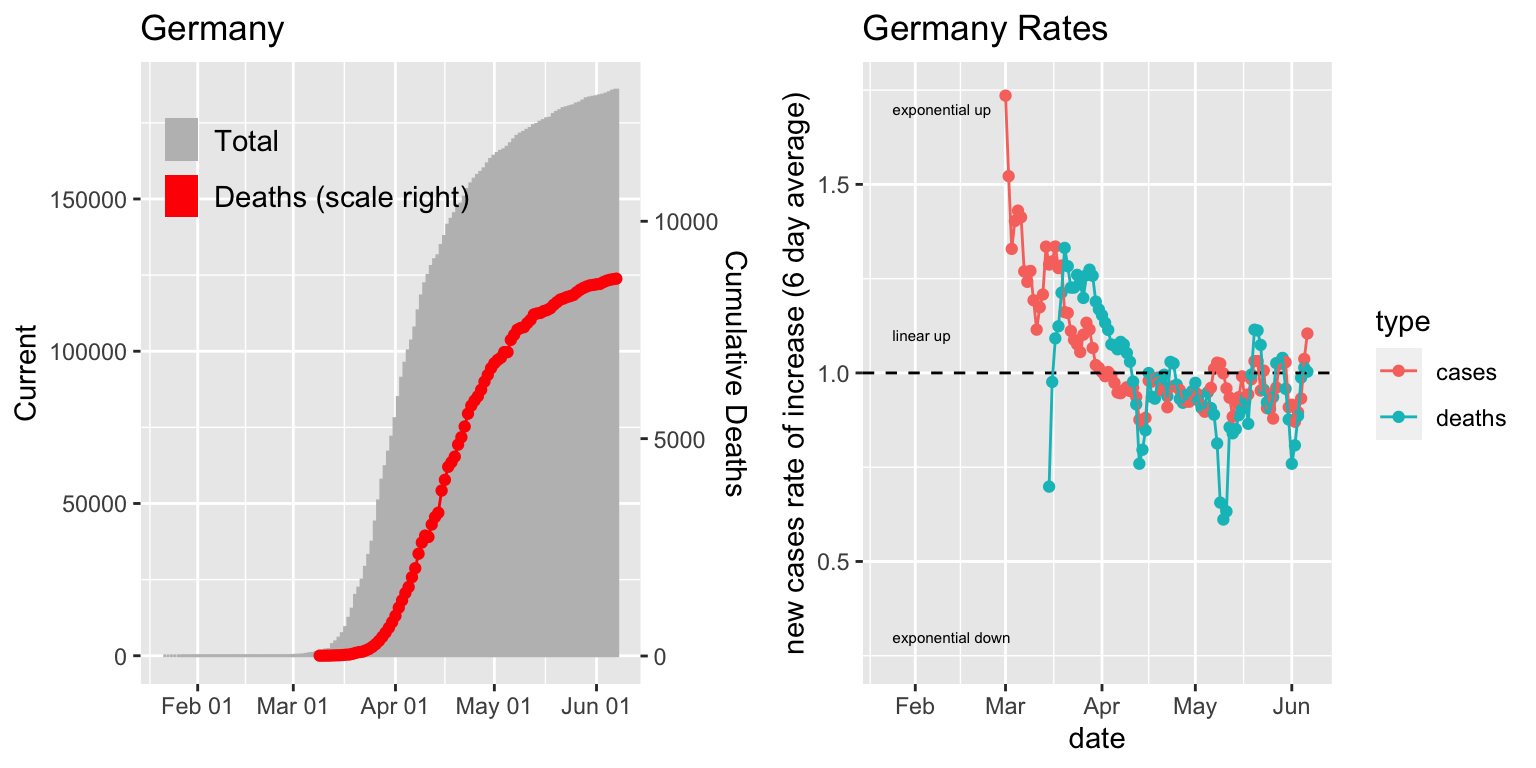 Germany
Total
Deaths (scale right)
150000
100000
50000
0
Current
10000
5000
0
Cumulative Deaths
Feb 01
Mar 01
Apr 01
May 01
Jun 01
Germany Rates
exponential up
linear up
exponential down
1.5
1.0
0.5
new cases rate of increase (6 day average)
Feb
Mar
Apr
May
Jun
date
type
cases
deaths